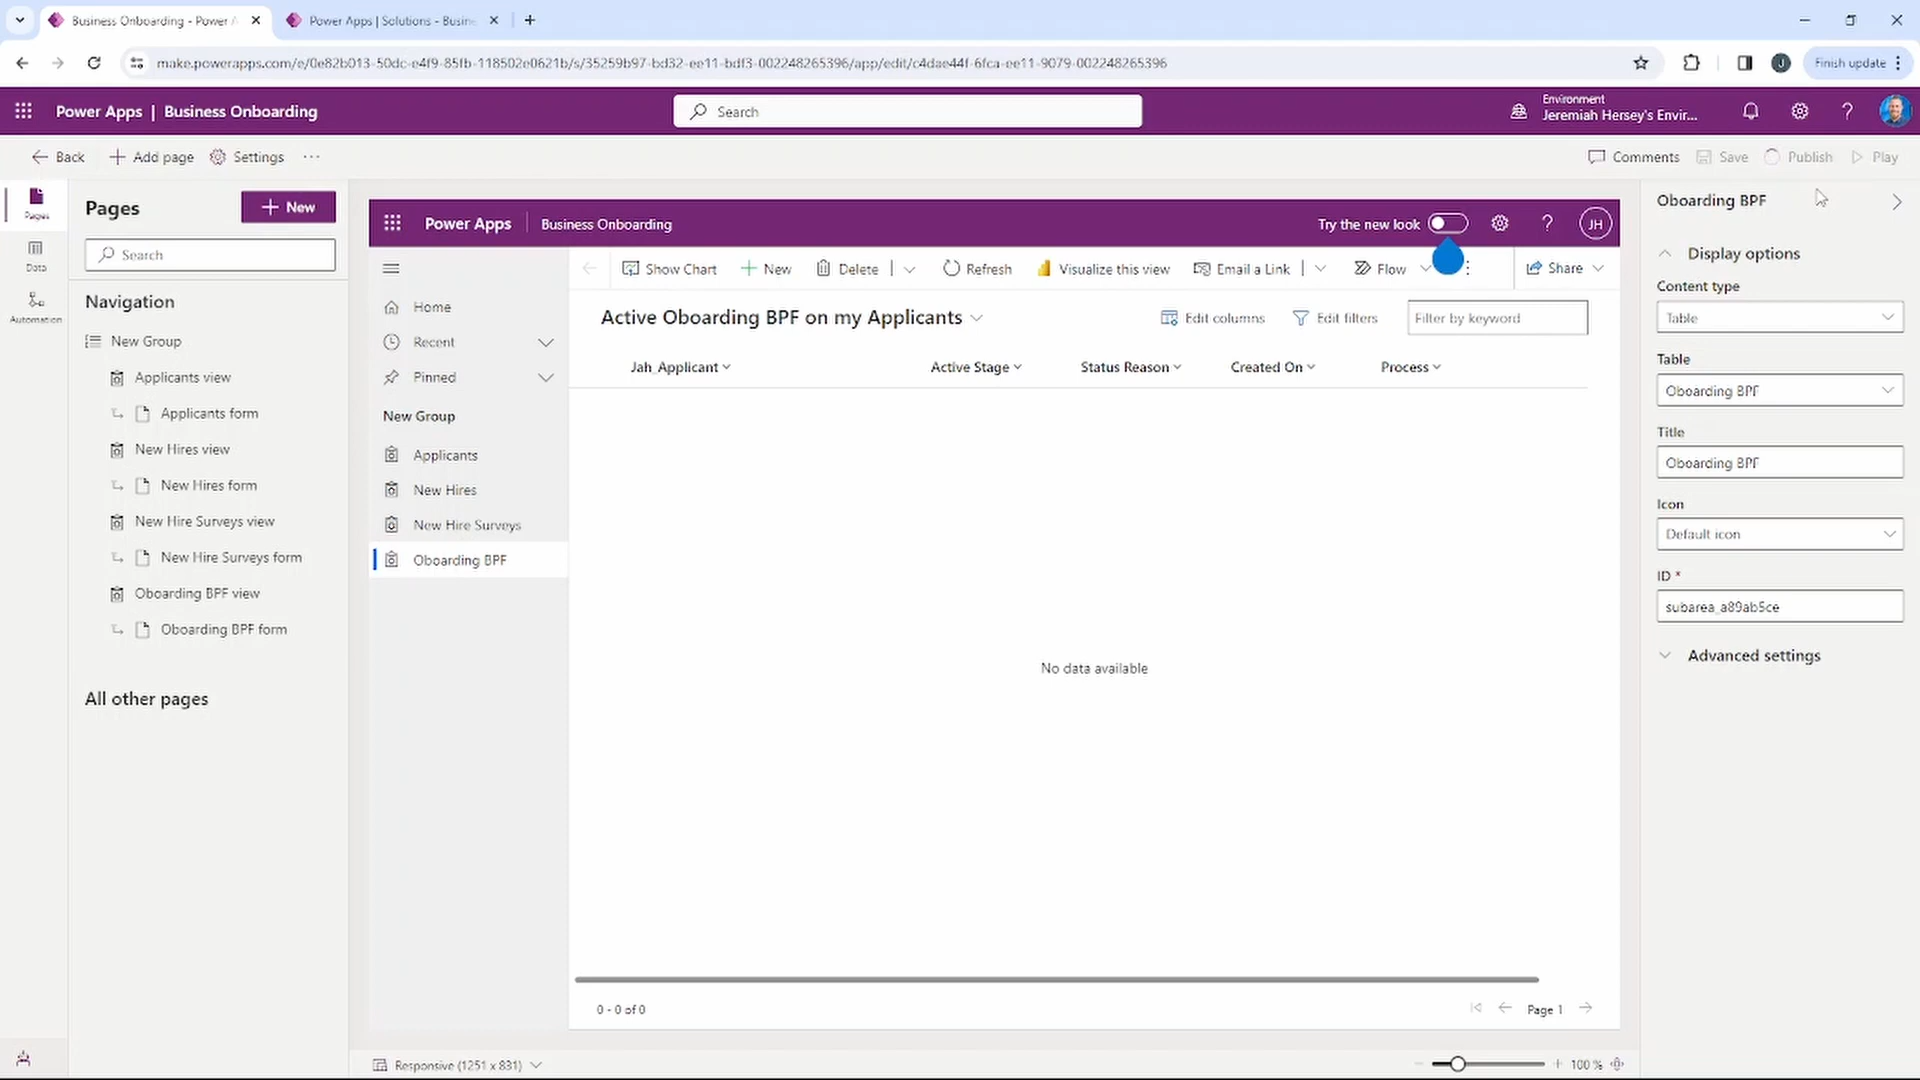 Business Onboarding - Power A
Power Apps | Solutions - Busine
make.powerapps.com/e/0e82b013-50dc-e4f9-85fb-118502e0621b/s/35259b97-bd32-ee11-bdf3-002248265396/app/edit/c4dae44f-6fca-ee11-9079-002248265396
J
Finish update
Power Apps | Business Onboarding
Search
Environment
Jeremiah Hersey's Envir...
Back
Add page
Settings
Comments
Save
Publish
Play
Pages
Data
Automation
Pages
New
Search
Navigation
New Group
Applicants view
Applicants form
New Hires view
New Hires form
New Hire Surveys view
New Hire Surveys form
Oboarding BPF view
Oboarding BPF form
All other pages
Power Apps
Business Onboarding
Try the new look
JH
Home
Recent
Pinned
New Group
Applicants
New Hires
New Hire Surveys
Oboarding BPF
Show Chart
New
Delete
Refresh
Visualize this view
Email a Link
Flow
Share
Active Oboarding BPF on my Applicants
Edit columns
Edit filters
Filter by keyword
Jah_Applicant
Active Stage
Status Reason
Created On
Process
No data available
0 - 0 of 0
Page 1
Responsive (1251 x 831)
100 %
Oboarding BPF
Display options
Content type
Table
Table
Oboarding BPF
Title
Oboarding BPF
Icon
Default icon
ID *
subarea_a89ab5ce
Advanced settings